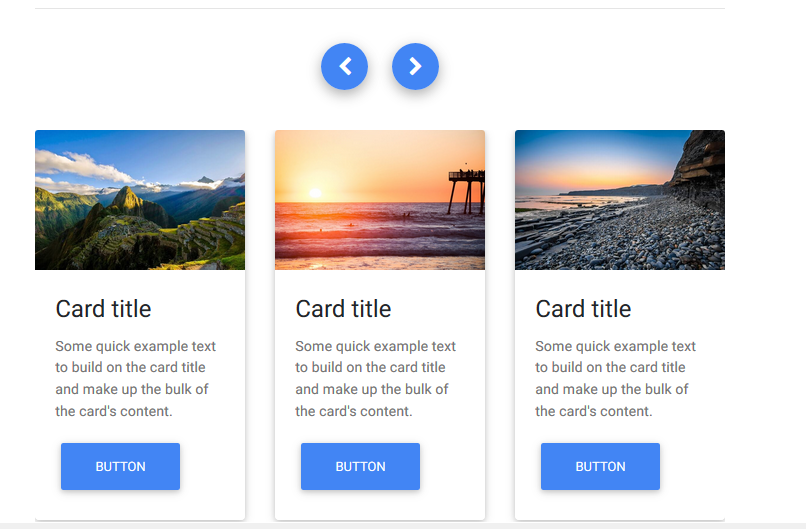 Card title
Some quick example text
to build on the card title
and make up the bulk of
the card's content.
BUTTON
Card title
Some quick example text
to build on the card title
and make up the bulk of
the card's content.
BUTTON
Card title
Some quick example text
to build on the card title
and make up the bulk of
the card's content.
BUTTON